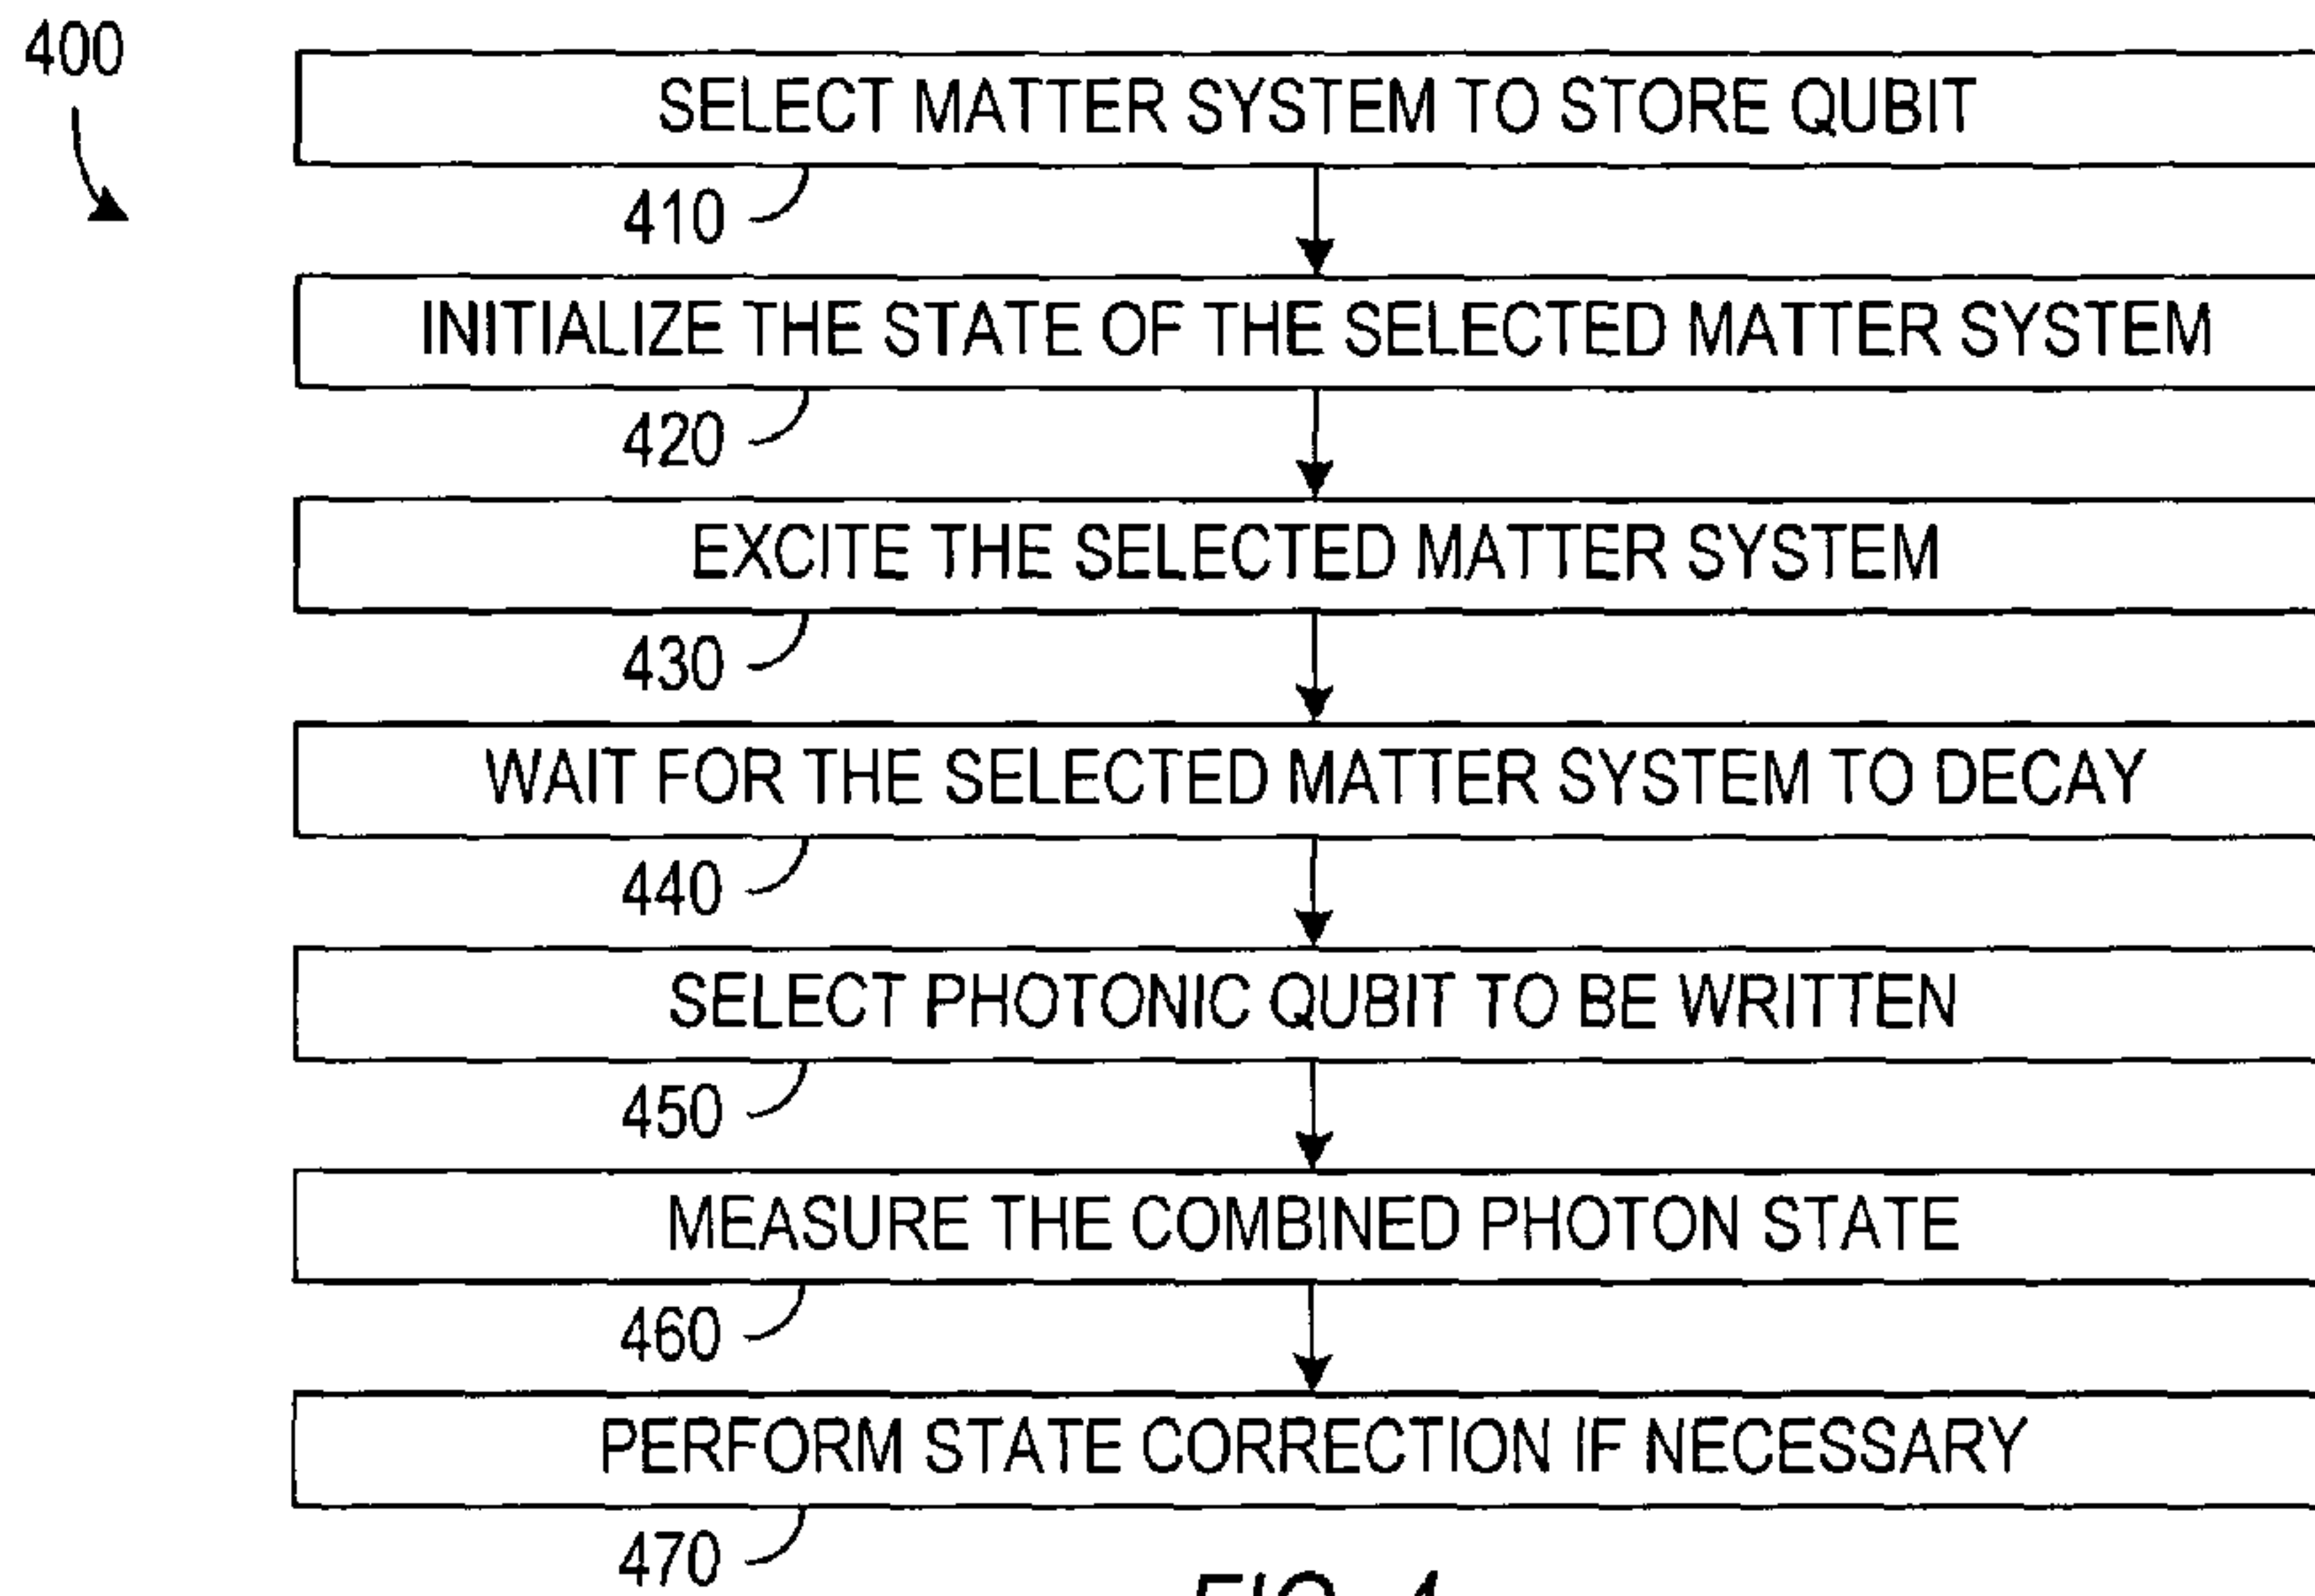 400
SELECT MATTER SYSTEM TO STORE QUBIT
410
INITIALIZE THE STATE OF THE SELECTED MATTER SYSTEM
420
EXCITE THE SELECTED MATTER SYSTEM
430
WAIT FOR THE SELECTED MATTER SYSTEM TO DECAY
440
SELECT PHOTONIC QUBIT TO BE WRITTEN
450
MEASURE THE COMBINED PHOTON STATE
460
PERFORM STATE CORRECTION IF NECESSARY
470